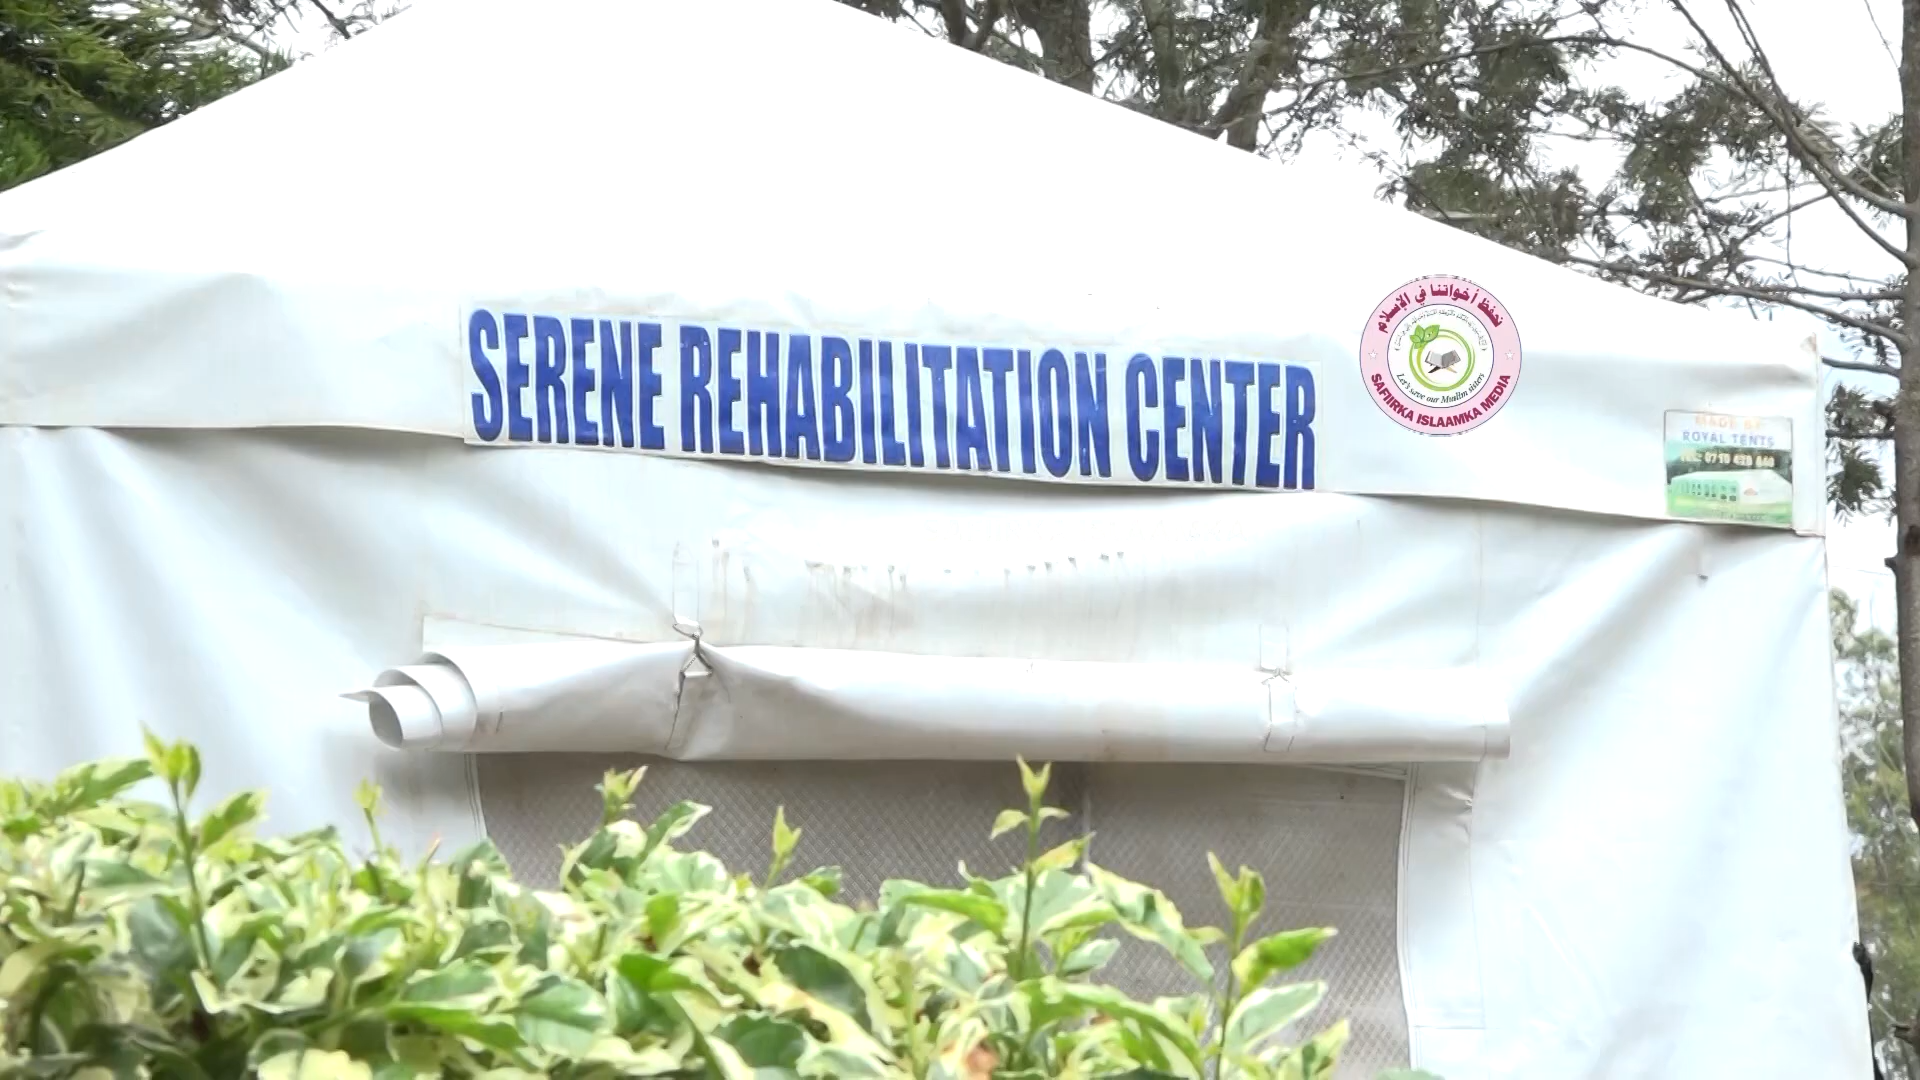 SERENE REHABILITATION CENTER
نحفظ أخواتنا في الإسلام
Let's save our Muslim sisters
SAFIIRKA ISLAAMKA MEDIA
MADE BY
ROYAL TENTS